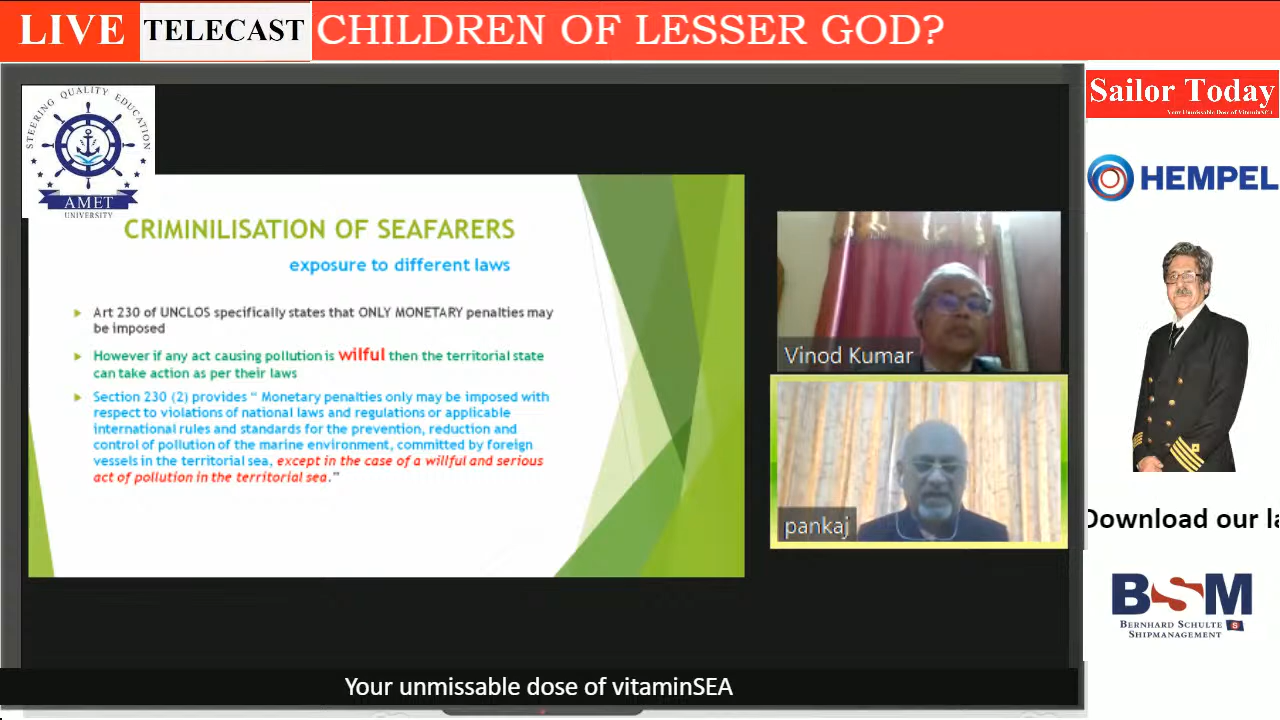 LIVE TELECAST CHILDREN OF LESSER GOD?
STEERING QUALITY EDUCATION
AMET
UNIVERSITY
CRIMINILISATION OF SEAFARERS
exposure to different laws
Art 230 of UNCLOS specifically states that ONLY MONETARY penalties may
be imposed
However if any act causing pollution is wilful then the territorial state
can take action as per their laws
Section 230 (2) provides “ Monetary penalties only may be imposed with
respect to violations of national laws and regulations or applicable
international rules and standards for the prevention, reduction and
control of pollution of the marine environment, committed by foreign
vessels in the territorial sea, except in the case of a willful and serious
act of pollution in the territorial sea.”
Vinod Kumar
pankaj
Sailor Today
Your Unmissable Dose of VitaminSEA
HEMPEL
Download our la
BSM
BERNHARD SCHULTE
SHIPMANAGEMENT
S
Your unmissable dose of vitaminSEA